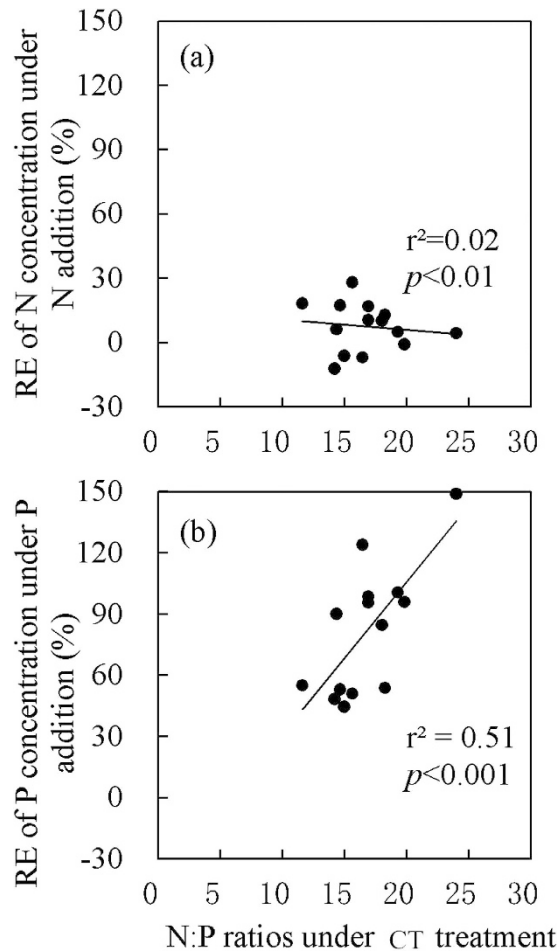 RE of N concentration under
N addition (%)
150
120
90
60
30
0
-30
(a)
r²=0.02
p<0.01
0 5 10 15 20 25 30
RE of P concentration under P
addition (%)
150
120
90
60
30
0
-30
(b)
r² = 0.51
p<0.001
0 5 10 15 20 25 30
N:P ratios under CT treatment